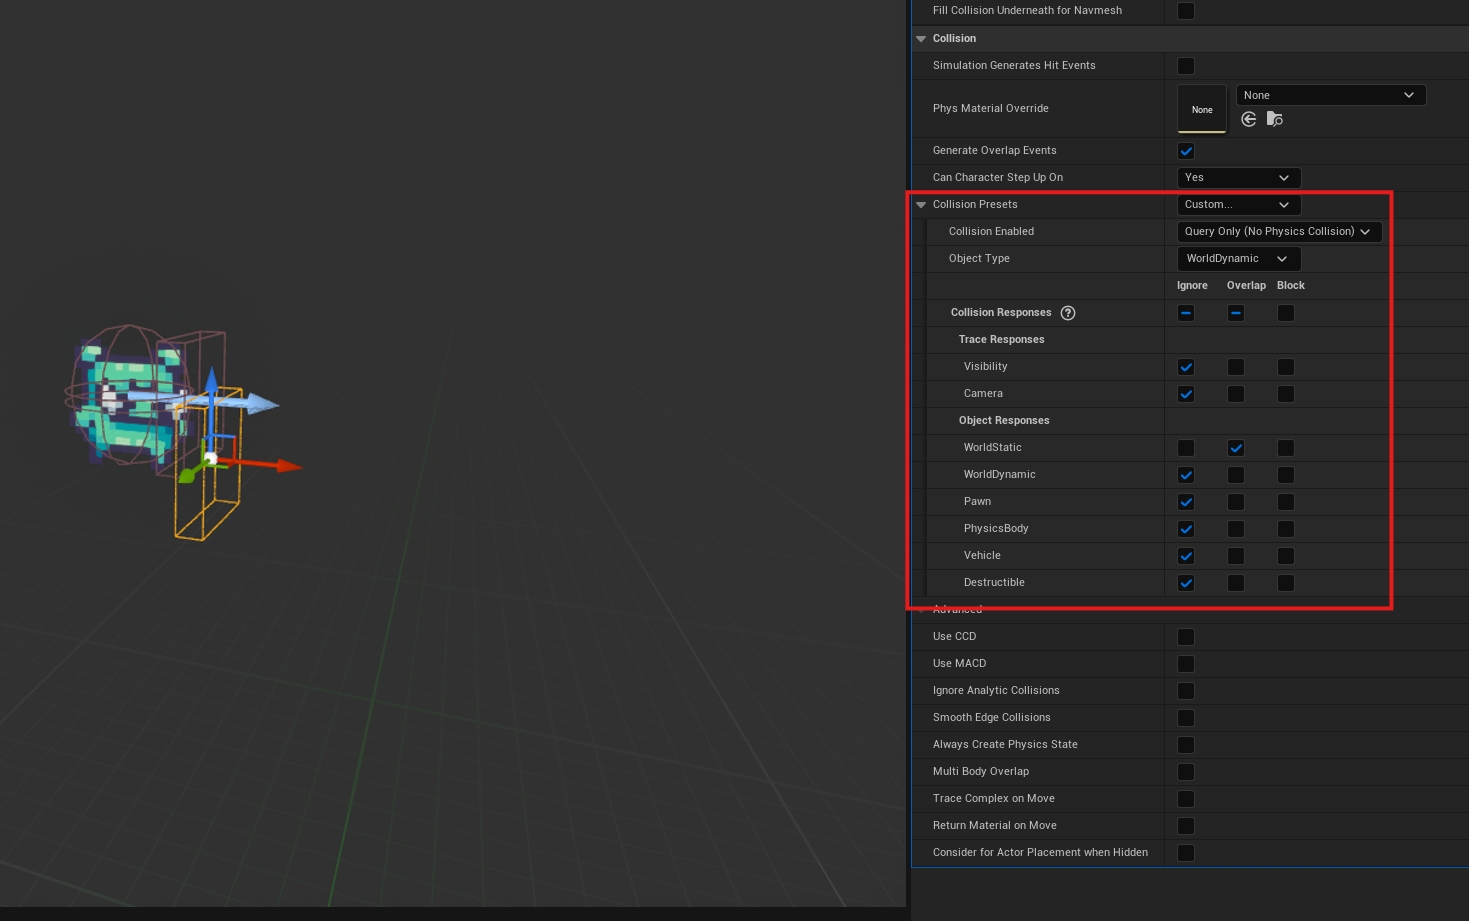 Fill Collision Underneath for Navmesh
Collision
Simulation Generates Hit Events
Phys Material Override
None
None
Generate Overlap Events
Can Character Step Up On Yes
Collision Presets Custom...
Collision Enabled Query Only (No Physics Collision)
Object Type WorldDynamic
Ignore Overlap Block
Collision Responses ?
Trace Responses
Visibility
Camera
Object Responses
WorldStatic
WorldDynamic
Pawn
PhysicsBody
Vehicle
Destructible
Advanced
Use CCD
Use MACD
Ignore Analytic Collisions
Smooth Edge Collisions
Always Create Physics State
Multi Body Overlap
Trace Complex on Move
Return Material on Move
Consider for Actor Placement when Hidden